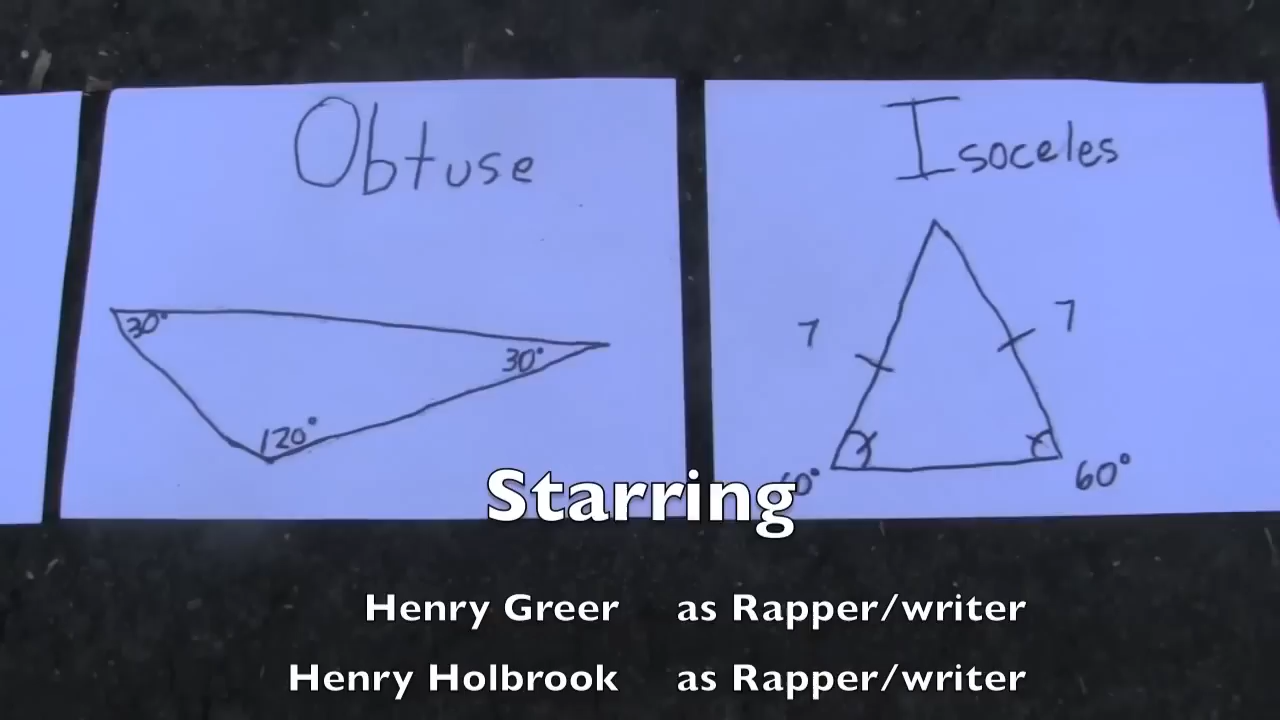 Obtuse
Isoceles
30°
30°
120°
7
7
60°
60°
Starring
Henry Greer as Rapper/writer
Henry Holbrook as Rapper/writer